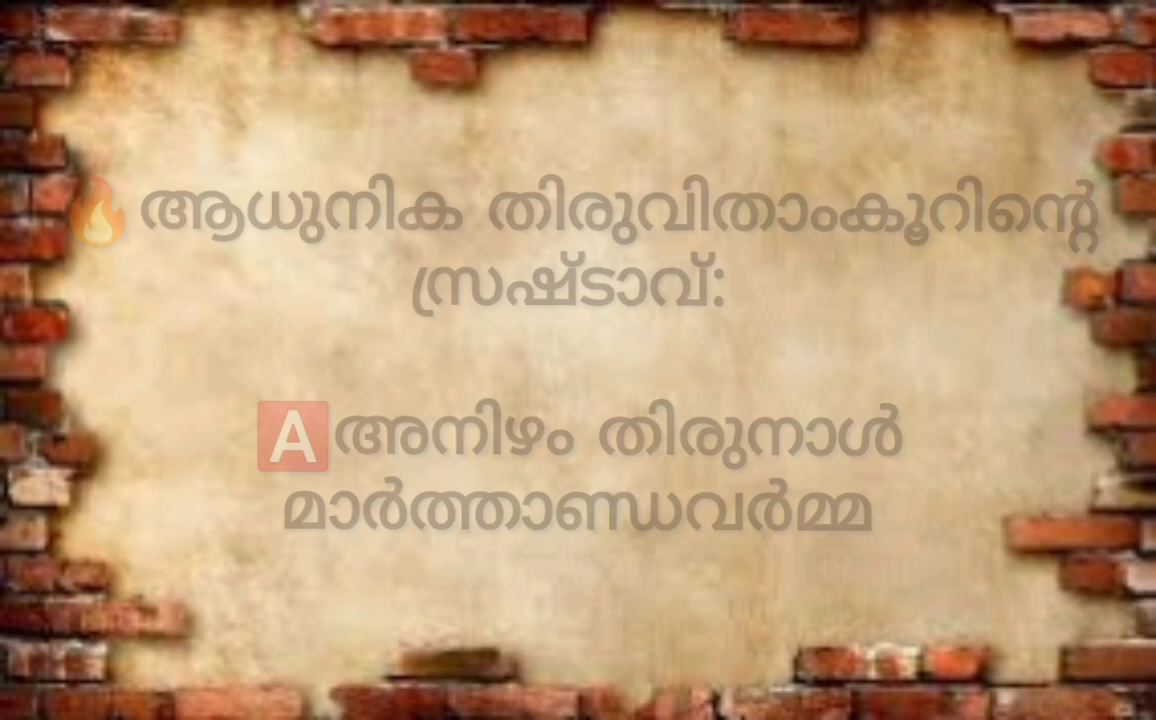 🔥ആധുനിക തിരുവിതാംകൂറിന്റെ
സ്രഷ്ടാവ്:
🅰അനിഴം തിരുനാൾ
മാർത്താണ്ഡവർമ്മ